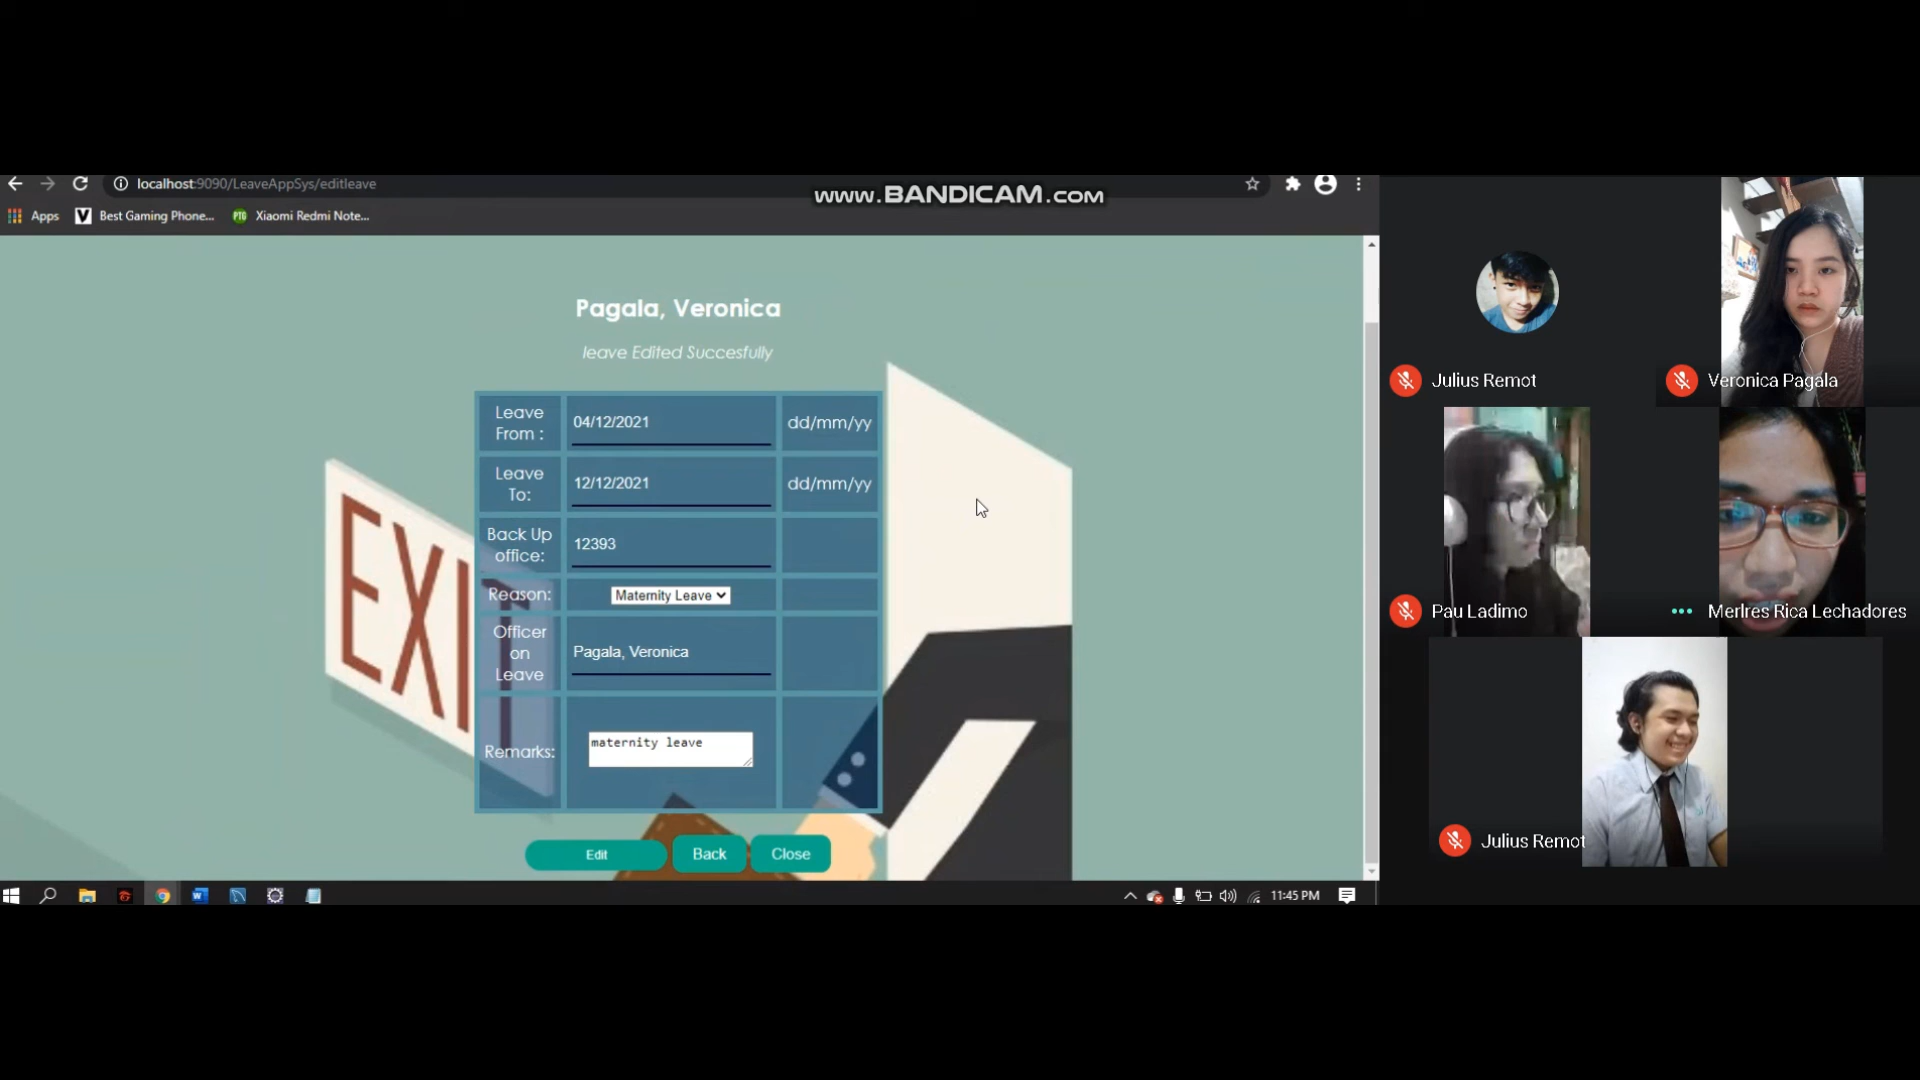 localhost:9090/LeaveAppSys/editleave
www.BANDICAM.com
Apps
Best Gaming Phone...
PTG
Xiaomi Redmi Note...
Pagala, Veronica
leave Edited Succesfully
Leave From :
04/12/2021
dd/mm/yy
Leave To:
12/12/2021
dd/mm/yy
Back Up office:
12393
Reason:
Maternity Leave
Officer on Leave
Pagala, Veronica
Remarks:
maternity leave
Edit
Back
Close
EXIT
11:45 PM
Julius Remot
Veronica Pagala
Pau Ladimo
Merlres Rica Lechadores
Julius Remot